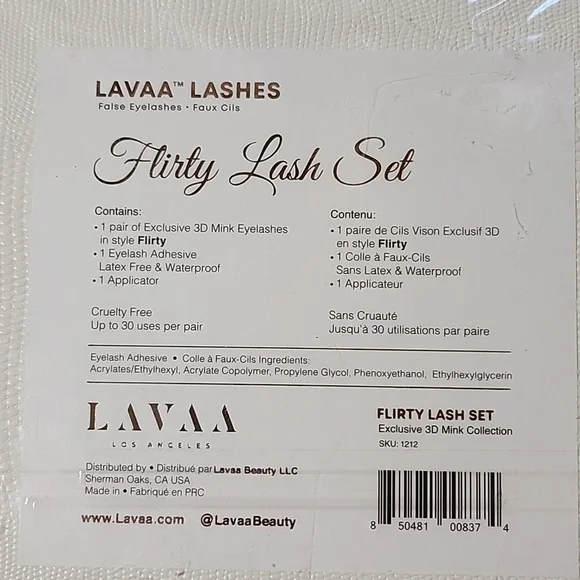 LAVAA™ LASHES
False Eyelashes • Faux Cils
Flirty Lash Set
Contains:
• 1 pair of Exclusive 3D Mink Eyelashes
in style Flirty
• 1 Eyelash Adhesive
Latex Free & Waterproof
• 1 Applicator
Cruelty Free
Up to 30 uses per pair
Contenu:
• 1 paire de Cils Vison Exclusif 3D
en style Flirty
• 1 Colle à Faux-Cils
Sans Latex & Waterproof
• 1 Applicateur
Sans Cruauté
Jusqu'à 30 utilisations par paire
Eyelash Adhesive • Colle à Faux-Cils Ingredients:
Acrylates/Ethylhexyl, Acrylate Copolymer, Propylene Glycol, Phenoxyethanol, Ethylhexylglycerin
LAVAA
LOS ANGELES
Distributed by • Distribué par Lavaa Beauty LLC
Sherman Oaks, CA USA
Made in • Fabriqué en PRC
www.Lavaa.com @LavaaBeauty
FLIRTY LASH SET
Exclusive 3D Mink Collection
SKU: 1212
8 50481 00837 4